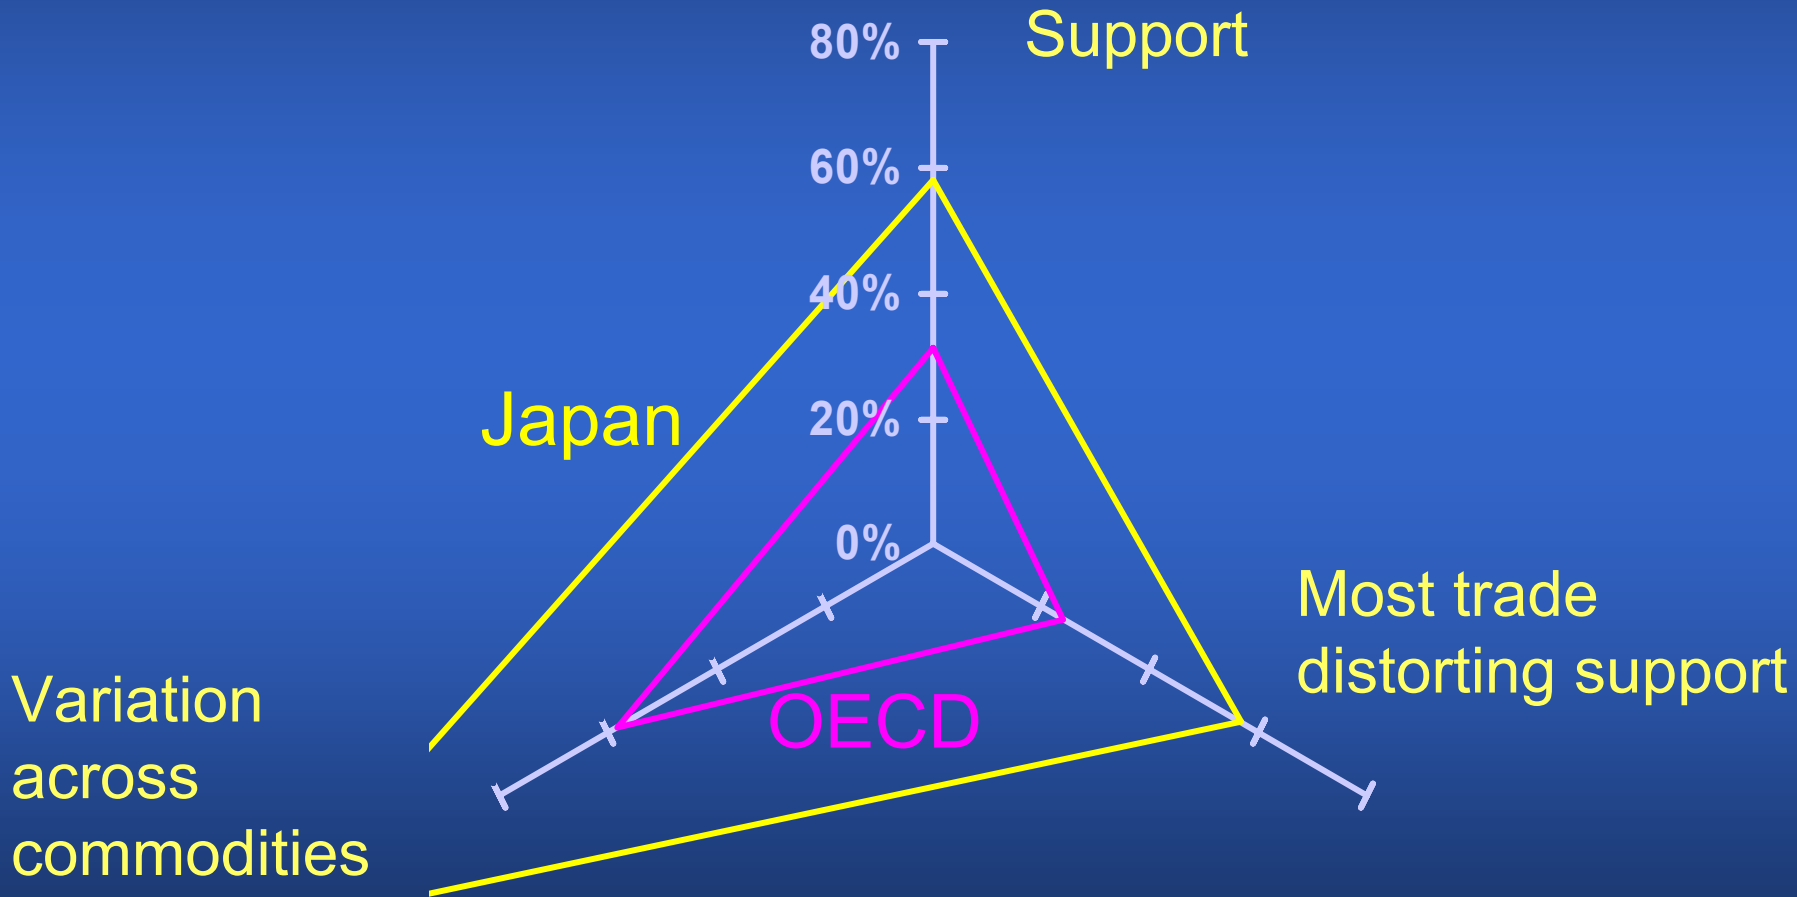 Support
80%
60%
40%
20%
0%
Japan
OECD
Most trade
distorting support
Variation
across
commodities